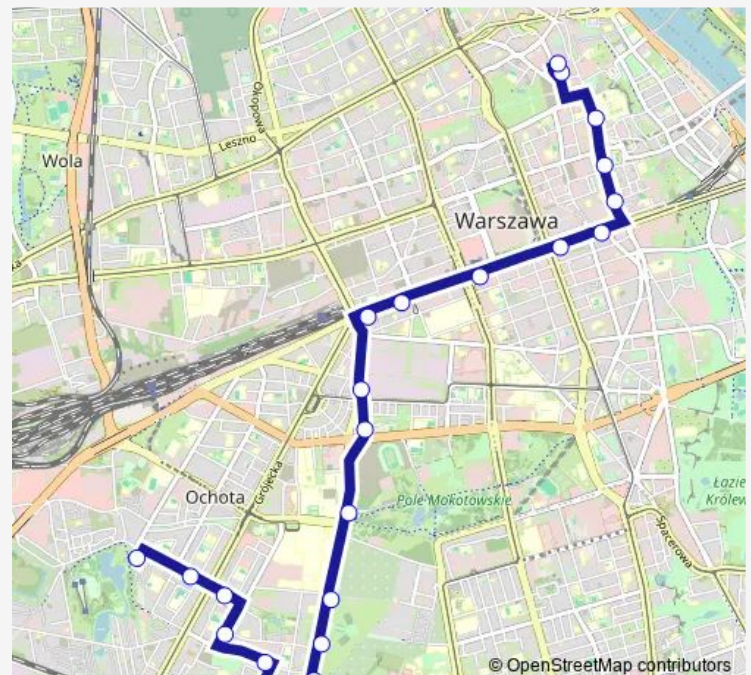 Okopowa
Leszno
Wola
Warszawa
Ochota
Grójecka
Pole Mokotowskie
Łazie
Królew
Spacerowa
© OpenStreetMap contributors